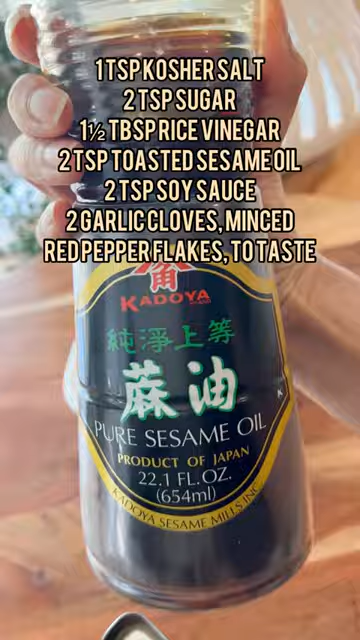 1 TSP KOSHER SALT
2 TSP SUGAR
1½ TBSP RICE VINEGAR
2 TSP TOASTED SESAME OIL
2 TSP SOY SAUCE
2 GARLIC CLOVES, MINCED
RED PEPPER FLAKES, TO TASTE
角
KADOYA
純淨上等
蔴油
PURE SESAME OIL
PRODUCT OF JAPAN
22.1 FL.OZ.
(654ml)
KADOYA SESAME MILLS INC